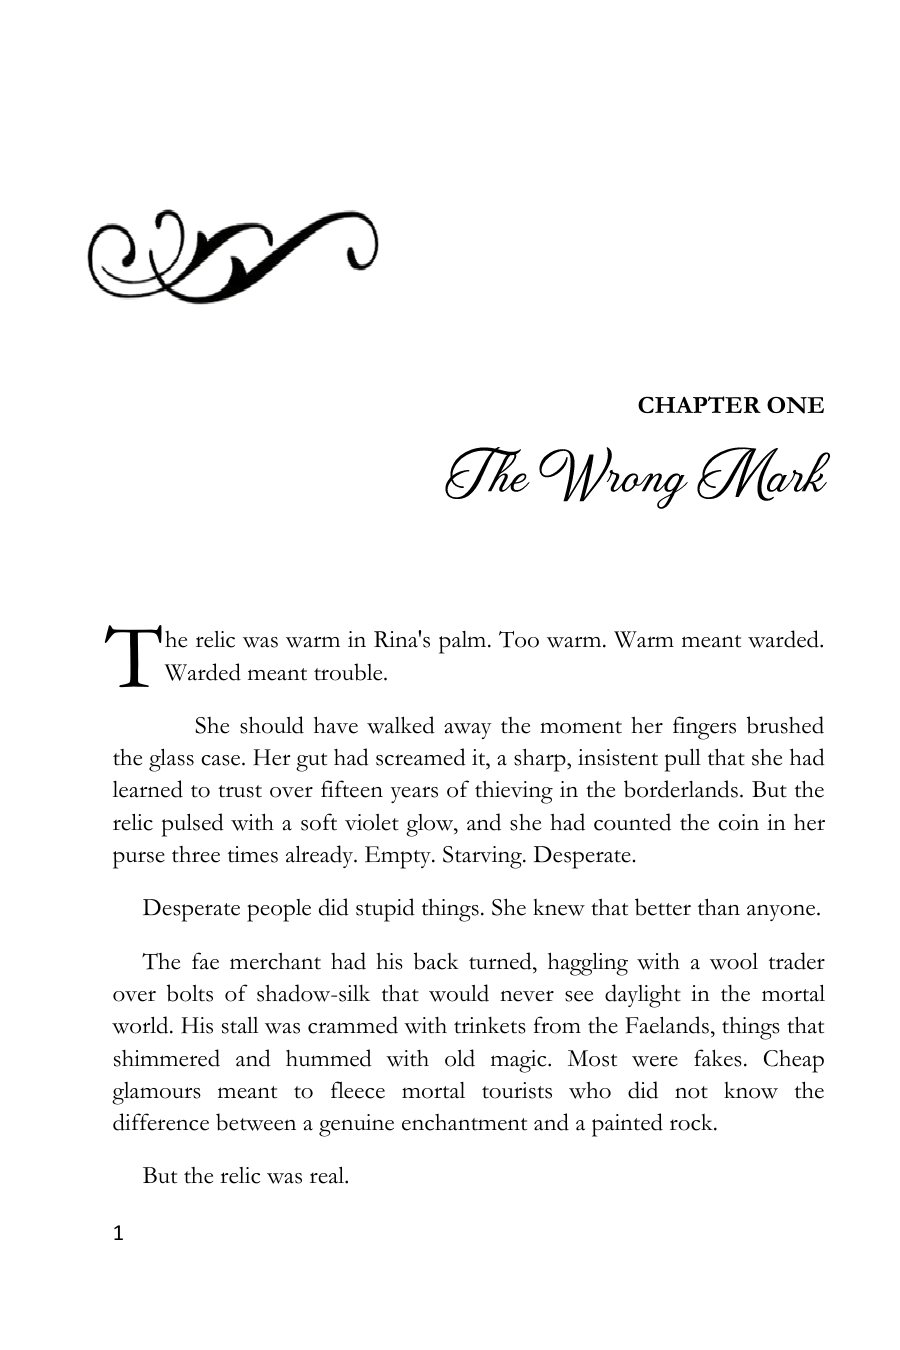 CHAPTER ONE
The Wrong Mark
The relic was warm in Rina's palm. Too warm. Warm meant warded.
Warded meant trouble.
She should have walked away the moment her fingers brushed
the glass case. Her gut had screamed it, a sharp, insistent pull that she had
learned to trust over fifteen years of thieving in the borderlands. But the
relic pulsed with a soft violet glow, and she had counted the coin in her
purse three times already. Empty. Starving. Desperate.
Desperate people did stupid things. She knew that better than anyone.
The fae merchant had his back turned, haggling with a wool trader
over bolts of shadow-silk that would never see daylight in the mortal
world. His stall was crammed with trinkets from the Faelands, things that
shimmered and hummed with old magic. Most were fakes. Cheap
glamours meant to fleece mortal tourists who did not know the
difference between a genuine enchantment and a painted rock.
But the relic was real.
1